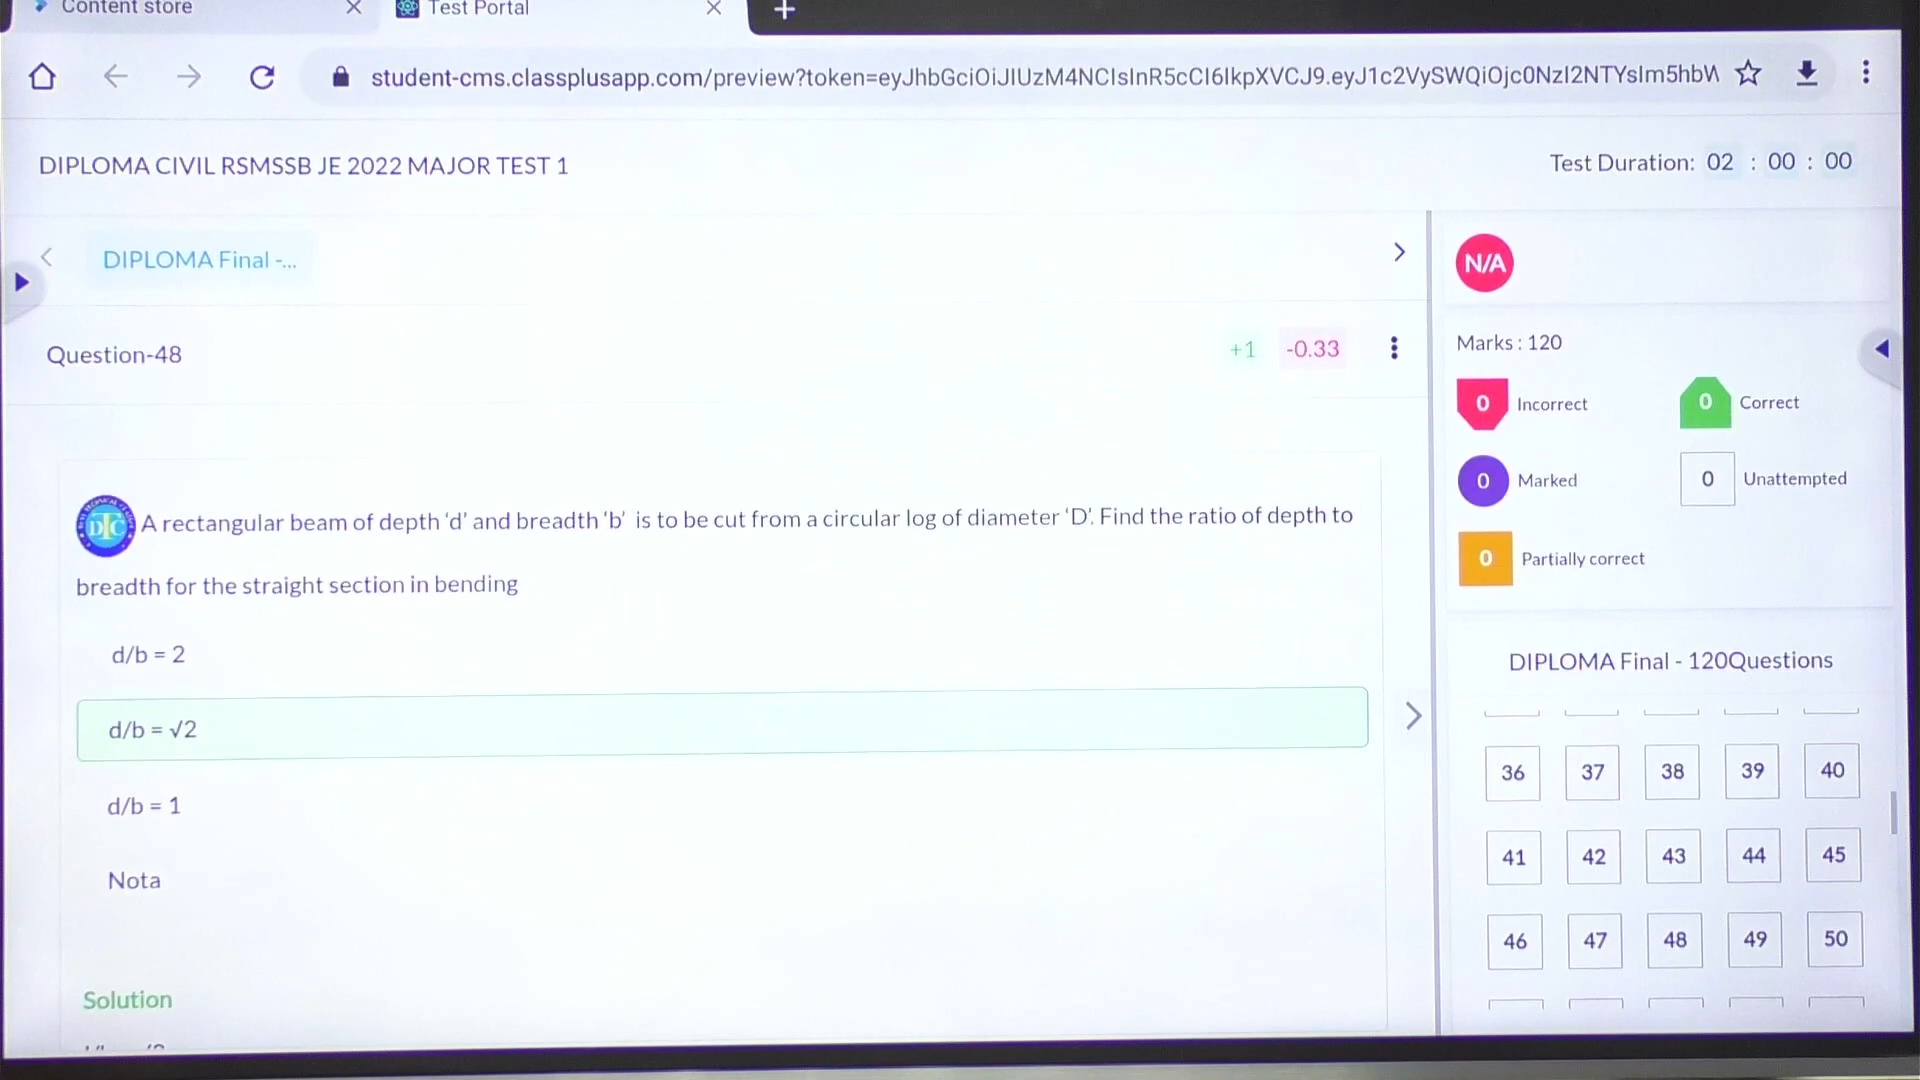 Content store
Test Portal
student-cms.classplusapp.com/preview?token=eyJhbGciOiJIUzM4NCIsInR5cCI6IkpXVCJ9.eyJ1c2VySWQiOjc0NzI2NTYsIm5hbW
DIPLOMA CIVIL RSMSSB JE 2022 MAJOR TEST 1
Test Duration: 02 : 00 : 00
DIPLOMA Final -...
N/A
Question-48
+1 -0.33
Marks : 120
0 Incorrect
0 Correct
0 Marked
0 Unattempted
0 Partially correct
DTC
A rectangular beam of depth ‘d’ and breadth ‘b’ is to be cut from a circular log of diameter ‘D’. Find the ratio of depth to
breadth for the straight section in bending
d/b = 2
d/b = √2
d/b = 1
Nota
Solution
DIPLOMA Final - 120Questions
36 37 38 39 40
41 42 43 44 45
46 47 48 49 50